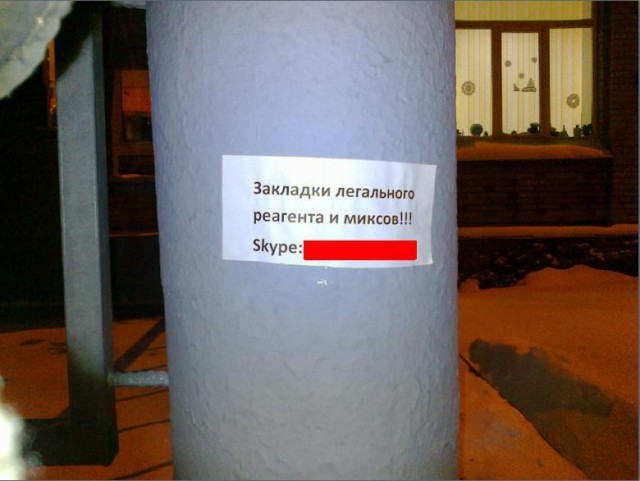 Закладки легального
реагента и миксов!!!
Skype: